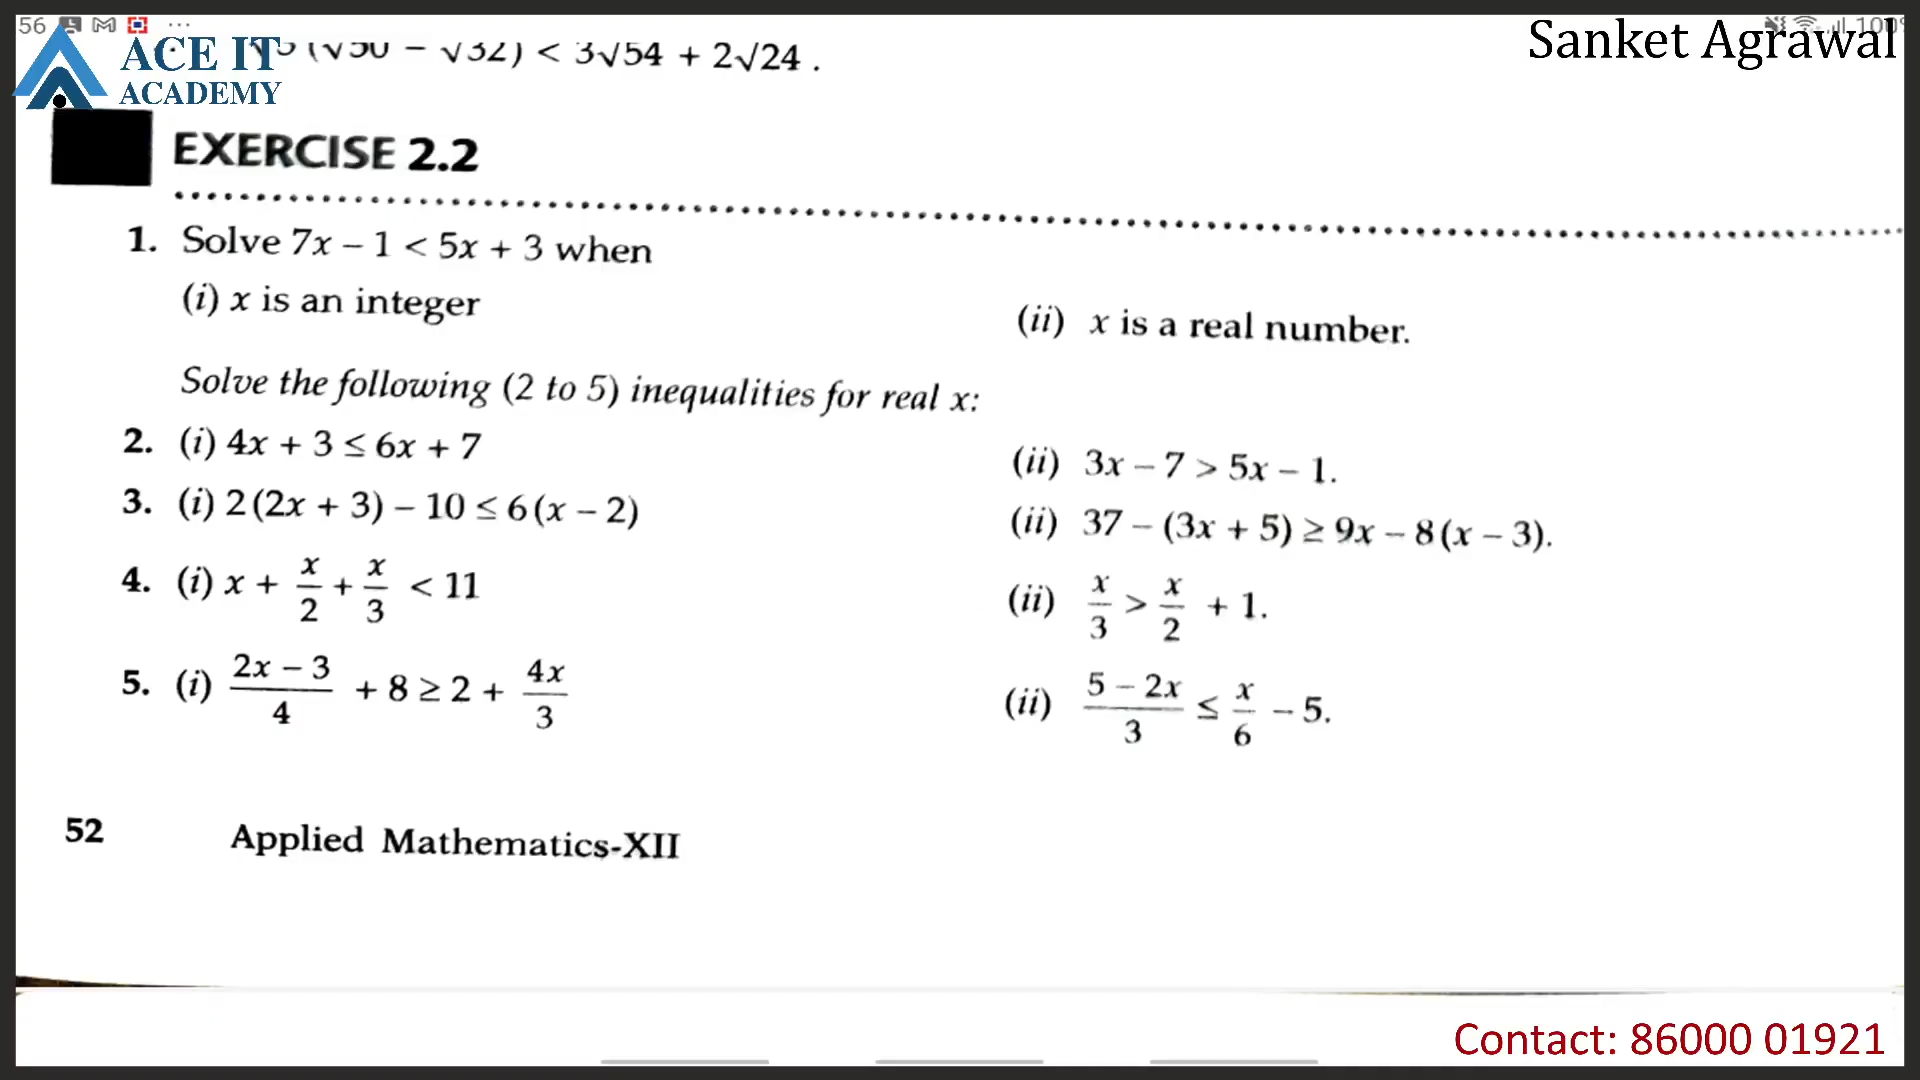 56 ... 100%
ACE IT
ACADEMY
Sanket Agrawal
(√50 − √32) < 3√54 + 2√24 .
EXERCISE 2.2
1. Solve 7x – 1 < 5x + 3 when
(i) x is an integer (ii) x is a real number.
Solve the following (2 to 5) inequalities for real x:
2. (i) 4x + 3 ≤ 6x + 7 (ii) 3x – 7 > 5x – 1.
3. (i) 2(2x + 3) – 10 ≤ 6(x – 2) (ii) 37 – (3x + 5) ≥ 9x – 8(x – 3).
4. (i) x + x/2 + x/3 < 11 (ii) x/3 > x/2 + 1.
5. (i) (2x – 3)/4 + 8 ≥ 2 + 4x/3 (ii) (5 – 2x)/3 ≤ x/6 – 5.
52 Applied Mathematics-XII
Contact: 86000 01921